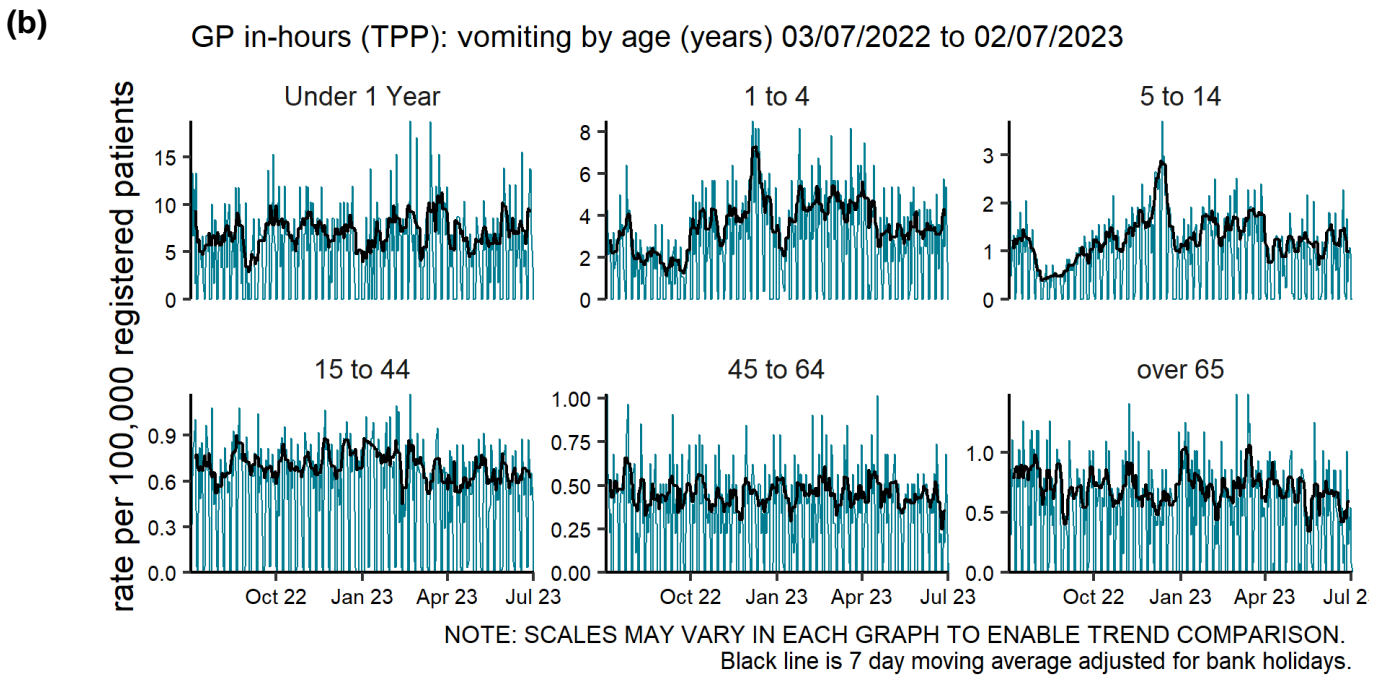 (b)
GP in-hours (TPP): vomiting by age (years) 03/07/2022 to 02/07/2023
rate per 100,000 registered patients
Under 1 Year
1 to 4
5 to 14
15
10
5
0
8
6
4
2
0
3
2
1
0
15 to 44
45 to 64
over 65
0.9
0.6
0.3
0.0
1.00
0.75
0.50
0.25
0.00
1.0
0.5
0.0
Oct 22 Jan 23 Apr 23 Jul 23
Oct 22 Jan 23 Apr 23 Jul 23
Oct 22 Jan 23 Apr 23 Jul 2
NOTE: SCALES MAY VARY IN EACH GRAPH TO ENABLE TREND COMPARISON.
Black line is 7 day moving average adjusted for bank holidays.